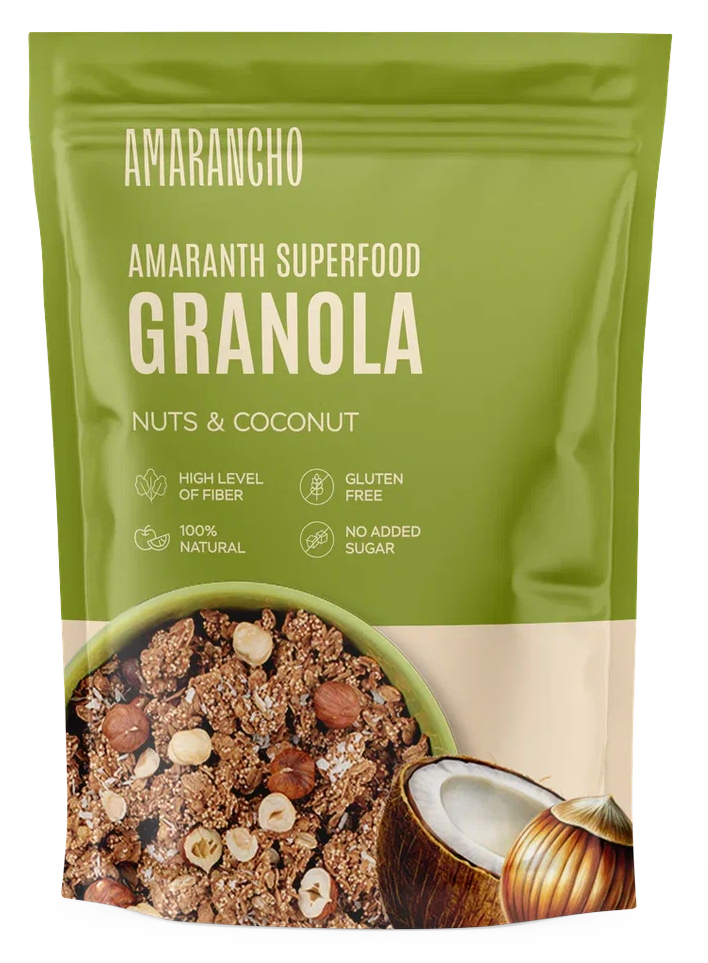 AMARANCHO
AMARANTH SUPERFOOD
GRANOLA
NUTS & COCONUT
HIGH LEVEL
OF FIBER
GLUTEN
FREE
100%
NATURAL
NO ADDED
SUGAR